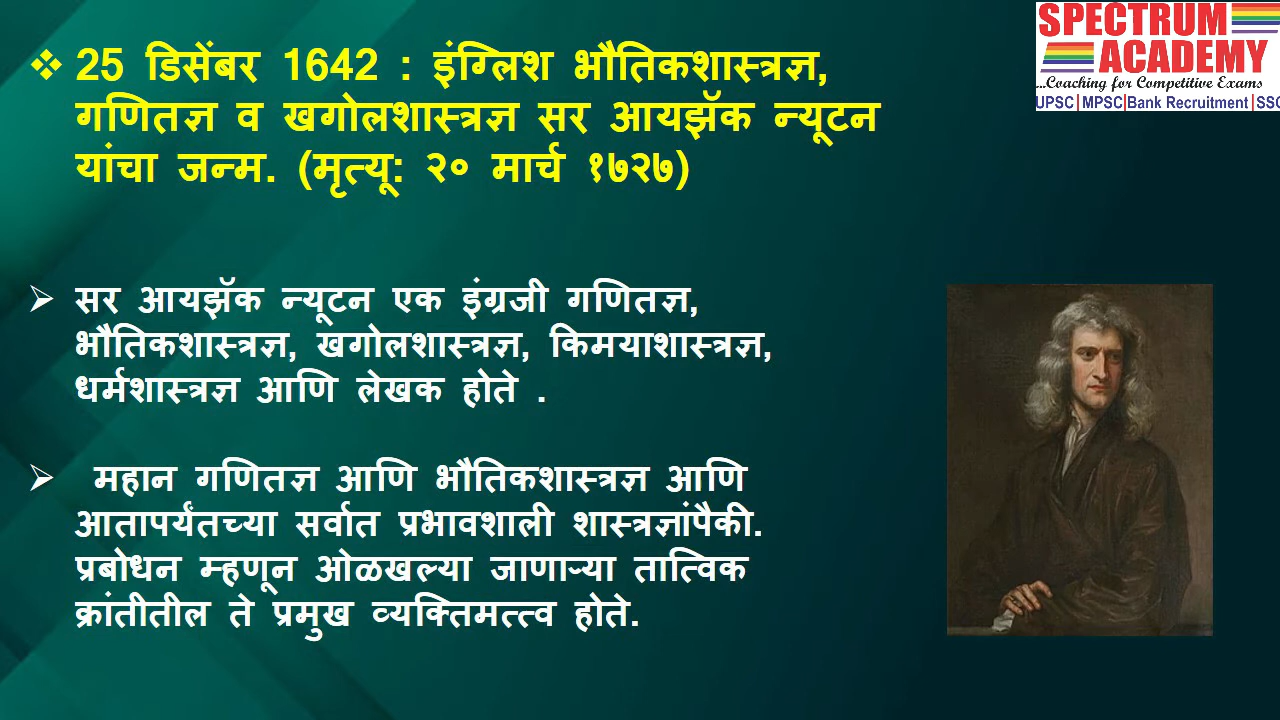 ❖ 25 डिसेंबर 1642 : इंग्लिश भौतिकशास्त्रज्ञ,
गणितज्ञ व खगोलशास्त्रज्ञ सर आयझॅक न्यूटन
यांचा जन्म. (मृत्यू: २० मार्च १७२७)
SPECTRUM
ACADEMY
...Coaching for Competitive Exams
UPSC|MPSC|Bank Recruitment|SSC
➢ सर आयझॅक न्यूटन एक इंग्रजी गणितज्ञ,
भौतिकशास्त्रज्ञ, खगोलशास्त्रज्ञ, किमयाशास्त्रज्ञ,
धर्मशास्त्रज्ञ आणि लेखक होते .
➢ महान गणितज्ञ आणि भौतिकशास्त्रज्ञ आणि
आतापर्यंतच्या सर्वात प्रभावशाली शास्त्रज्ञांपैकी.
प्रबोधन म्हणून ओळखल्या जाणाऱ्या तात्विक
क्रांतीतील ते प्रमुख व्यक्तिमत्त्व होते.